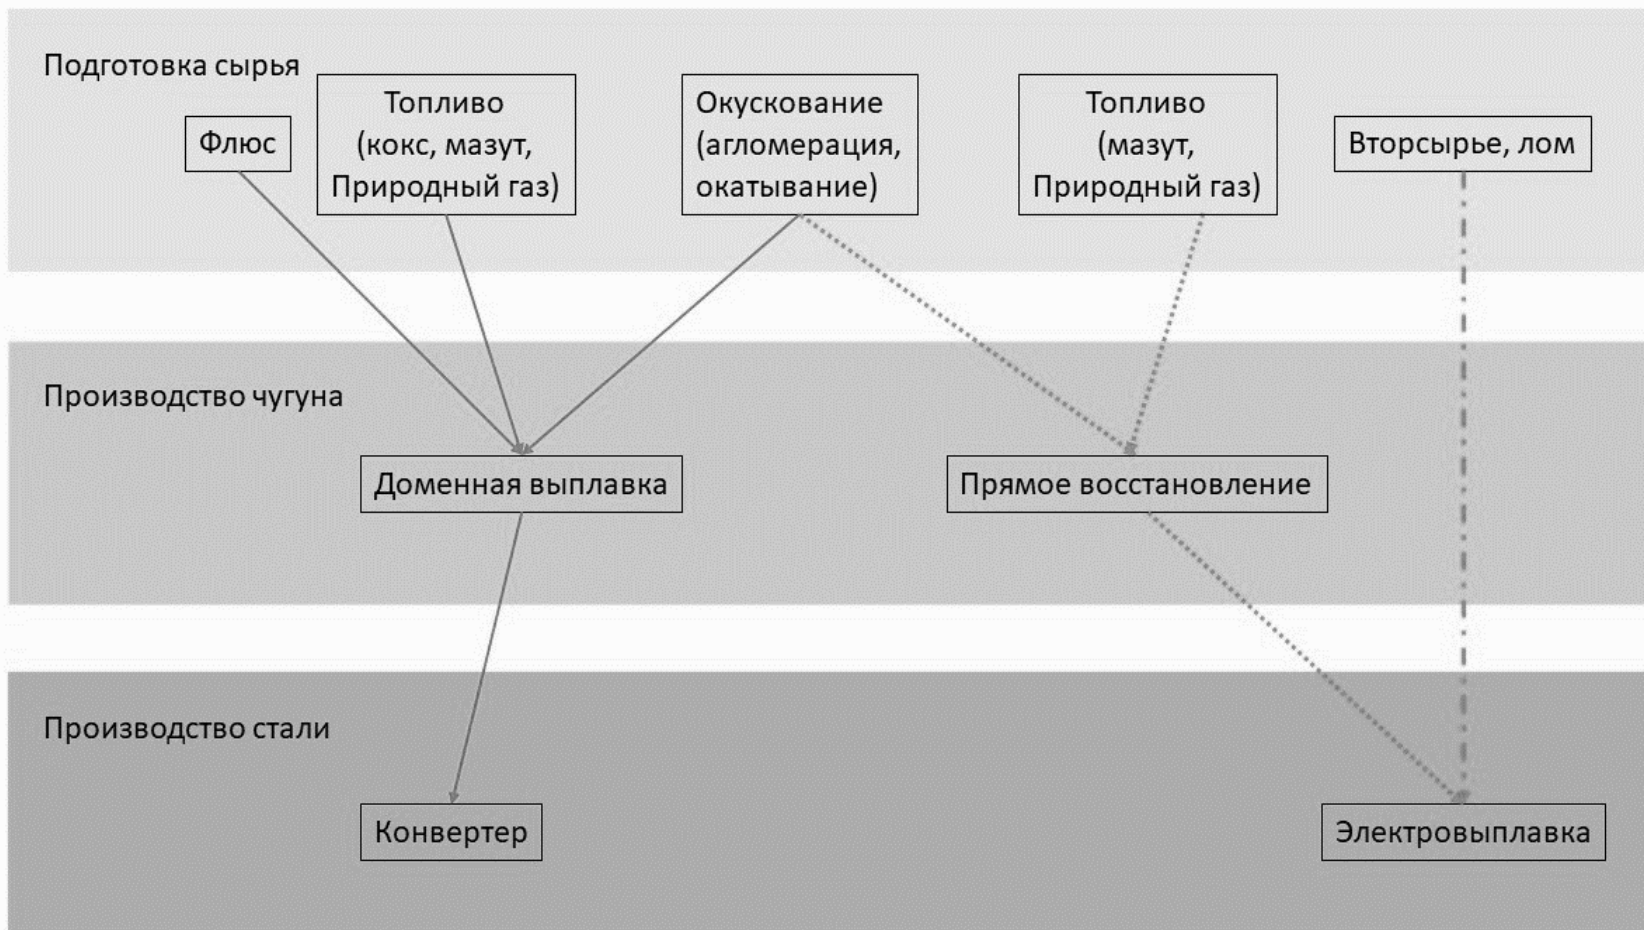 Подготовка сырья
Флюс
Топливо
(кокс, мазут,
Природный газ)
Окускование
(агломерация,
окатывание)
Топливо
(мазут,
Природный газ)
Вторсырье, лом
Производство чугуна
Доменная выплавка
Прямое восстановление
Производство стали
Конвертер
Электровыплавка